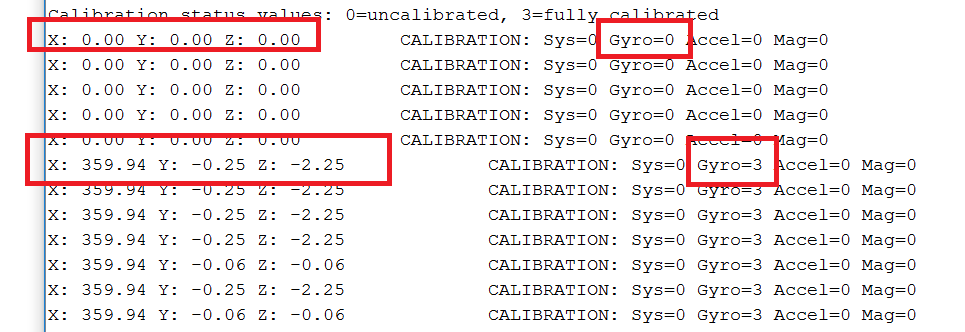 Calibration status values: 0=uncalibrated, 3=fully calibrated
X: 0.00 Y: 0.00 Z: 0.00 CALIBRATION: Sys=0 Gyro=0 Accel=0 Mag=0
X: 0.00 Y: 0.00 Z: 0.00 CALIBRATION: Sys=0 Gyro=0 Accel=0 Mag=0
X: 0.00 Y: 0.00 Z: 0.00 CALIBRATION: Sys=0 Gyro=0 Accel=0 Mag=0
X: 0.00 Y: 0.00 Z: 0.00 CALIBRATION: Sys=0 Gyro=0 Accel=0 Mag=0
X: 0.00 Y: 0.00 Z: 0.00 CALIBRATION: Sys=0 Gyro=0 Accel=0 Mag=0
X: 359.94 Y: -0.25 Z: -2.25 CALIBRATION: Sys=0 Gyro=3 Accel=0 Mag=0
X: 359.94 Y: -0.25 Z: -2.25 CALIBRATION: Sys=0 Gyro=3 Accel=0 Mag=0
X: 359.94 Y: -0.25 Z: -2.25 CALIBRATION: Sys=0 Gyro=3 Accel=0 Mag=0
X: 359.94 Y: -0.25 Z: -2.25 CALIBRATION: Sys=0 Gyro=3 Accel=0 Mag=0
X: 359.94 Y: -0.06 Z: -0.06 CALIBRATION: Sys=0 Gyro=3 Accel=0 Mag=0
X: 359.94 Y: -0.25 Z: -2.25 CALIBRATION: Sys=0 Gyro=3 Accel=0 Mag=0
X: 359.94 Y: -0.06 Z: -0.06 CALIBRATION: Sys=0 Gyro=3 Accel=0 Mag=0